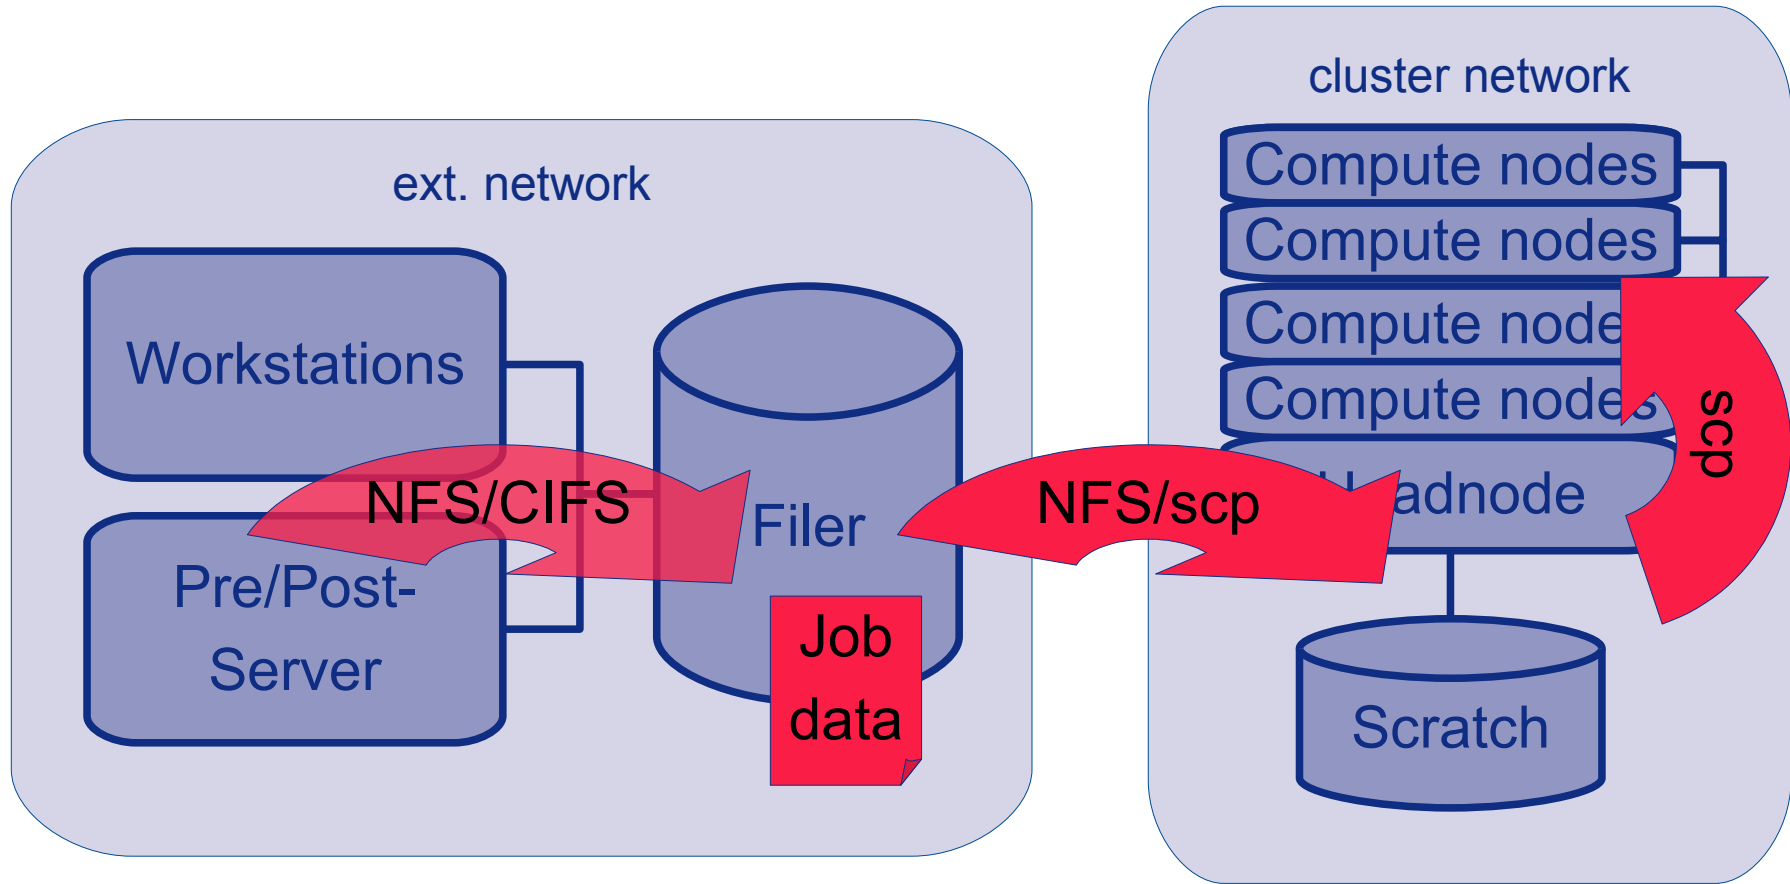 cluster network
Compute nodes
Compute nodes
Compute node
Compute nodes
adnode
scp
Scratch
ext. network
Workstations
Pre/Post-
Server
NFS/CIFS
Filer
Job
data
NFS/scp